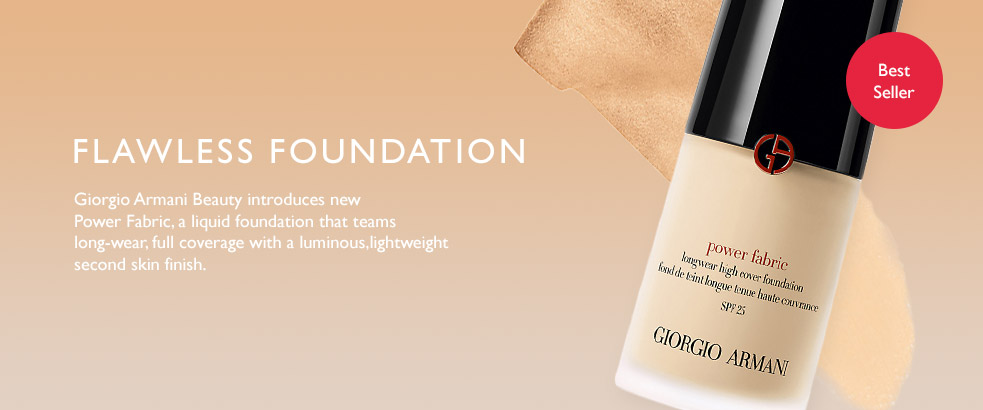 Best
Seller
FLAWLESS FOUNDATION
Giorgio Armani Beauty introduces new
Power Fabric, a liquid foundation that teams
long-wear, full coverage with a luminous,lightweight
second skin finish.
power fabric
longwear high cover foundation
fond de teint longue tenue haute couvrance
SPF 25
GIORGIO ARMANI